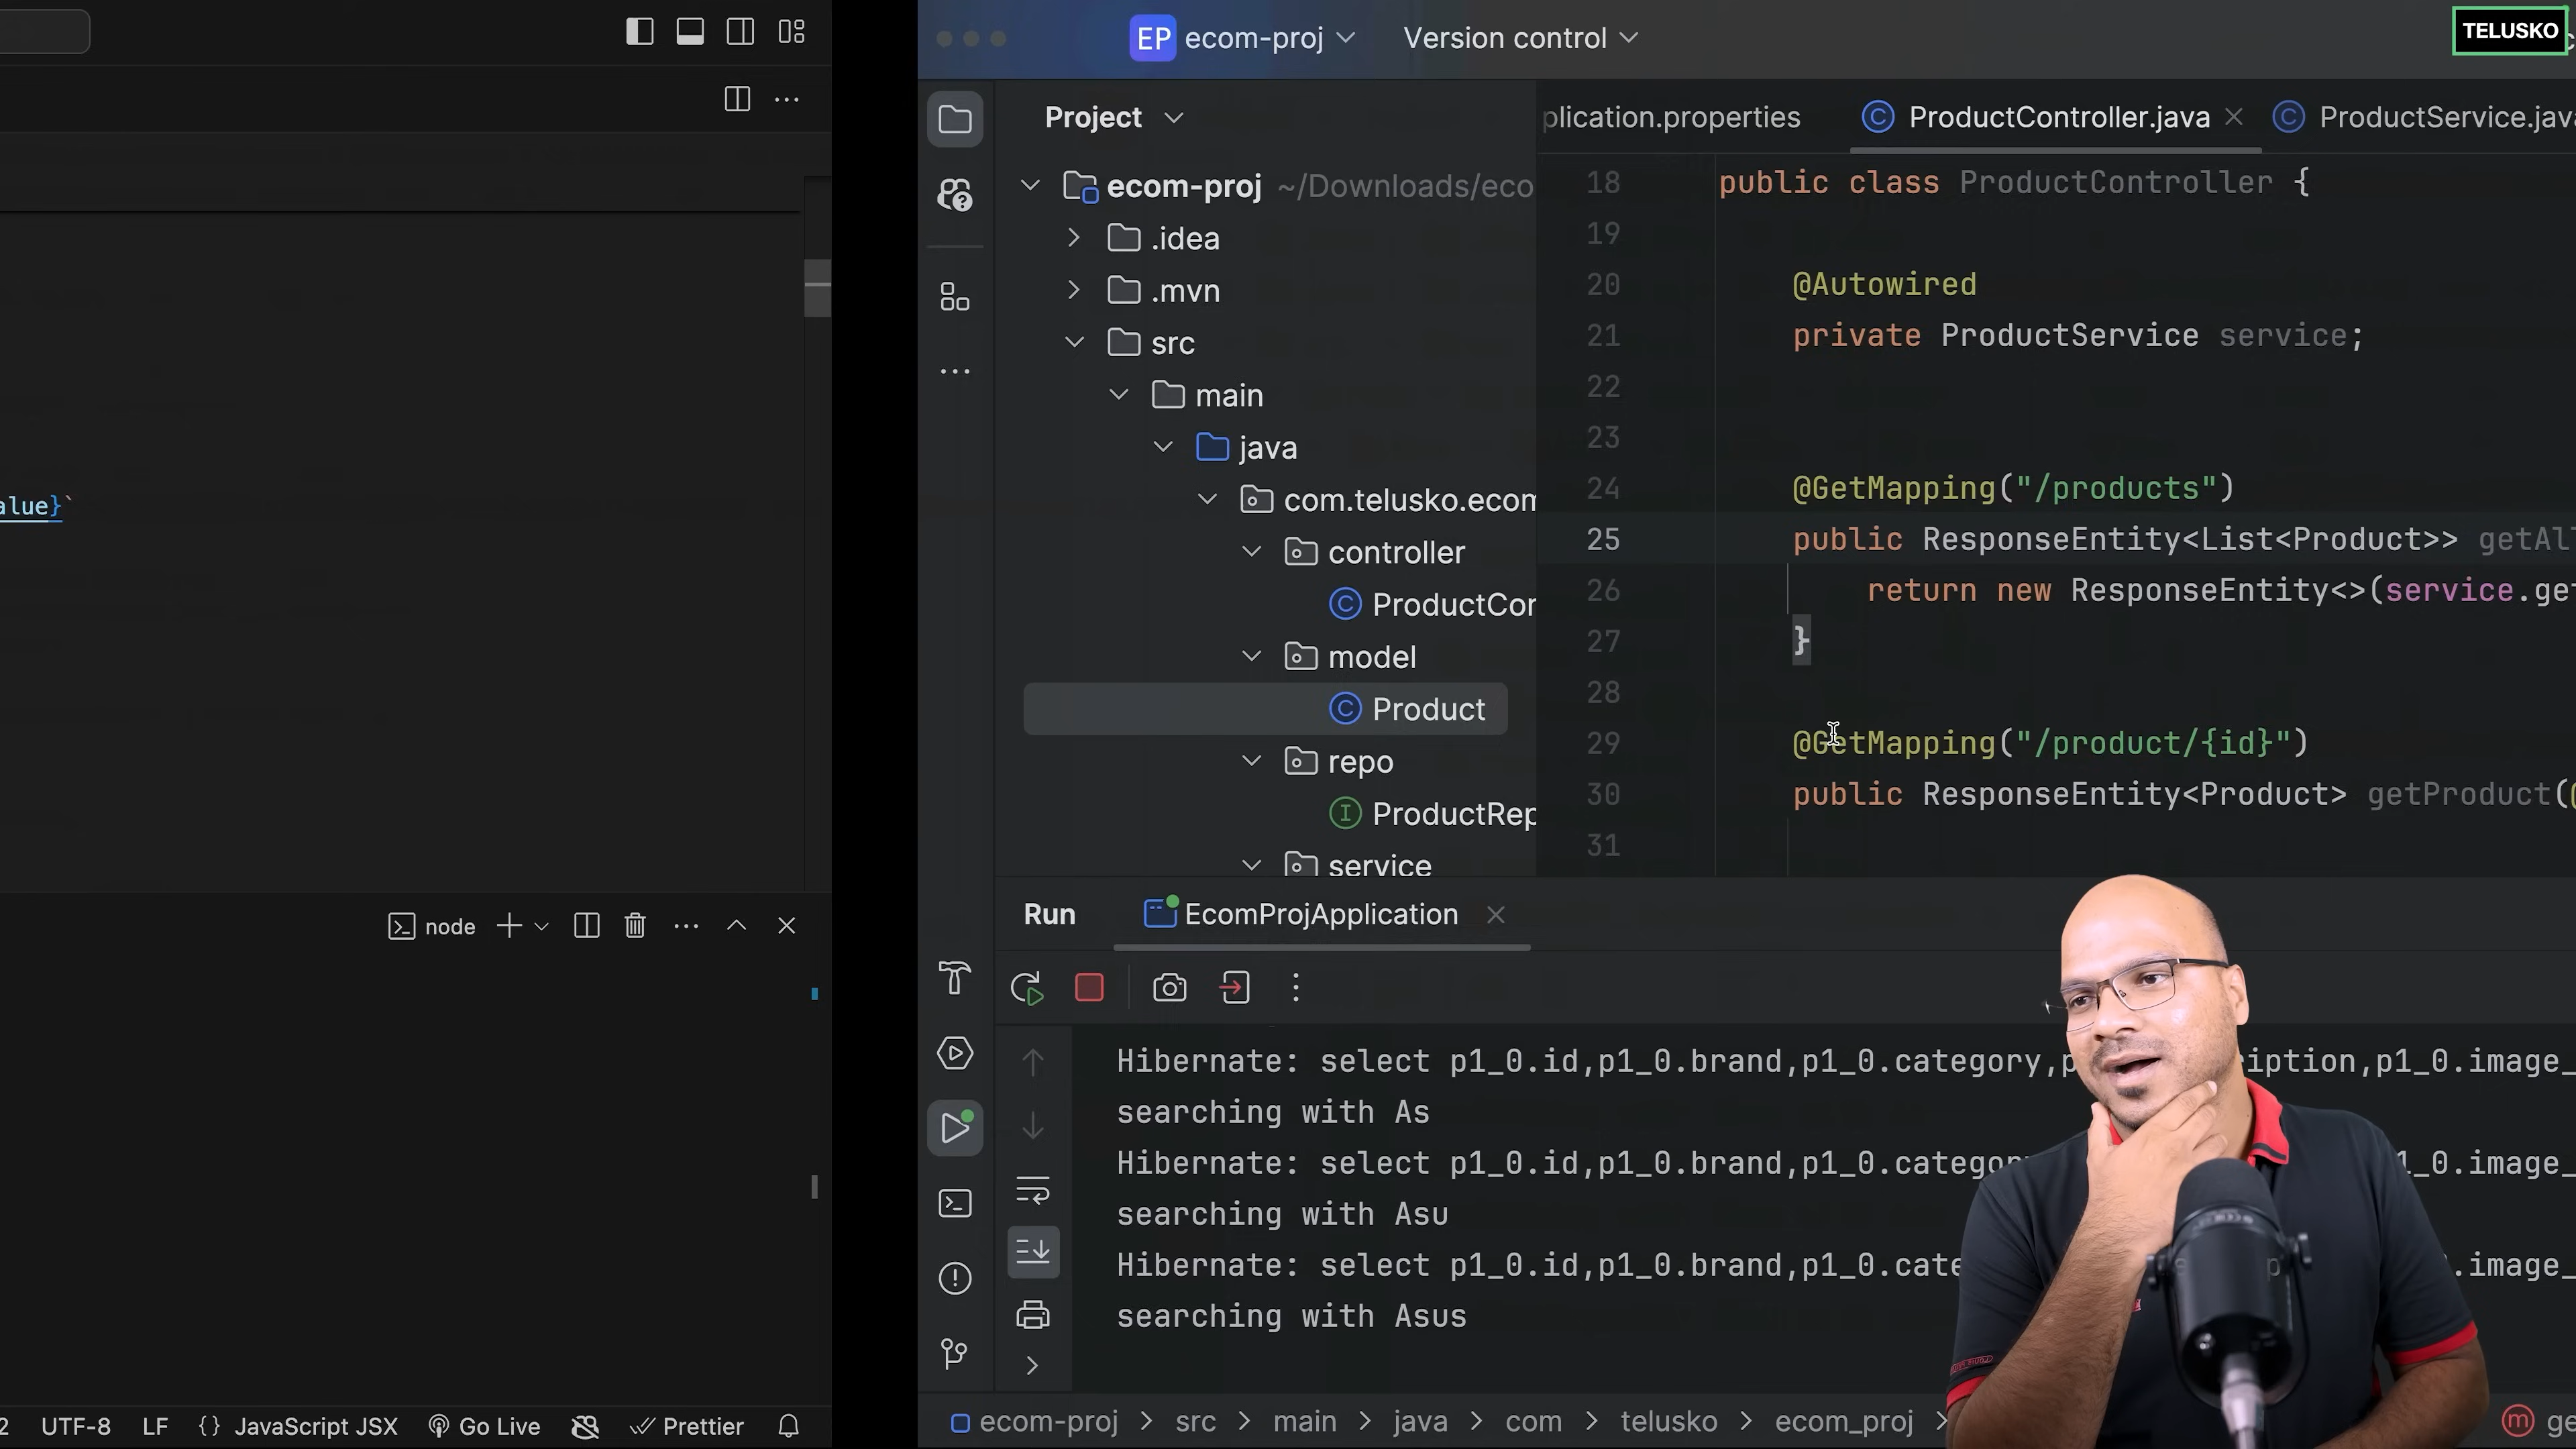 alue}`
node
UTF-8 LF {} JavaScript JSX Go Live Prettier
EP ecom-proj Version control
TELUSKO
Project
plication.properties ProductController.java ProductService.jav
ecom-proj ~/Downloads/eco
.idea
.mvn
src
main
java
com.telusko.ecom
controller
ProductCon
model
Product
repo
ProductRep
service
18 public class ProductController {
19
20 @Autowired
21 private ProductService service;
22
23
24 @GetMapping("/products")
25 public ResponseEntity<List<Product>> getAl
26 return new ResponseEntity<>(service.get
27 }
28
29 @GetMapping("/product/{id}")
30 public ResponseEntity<Product> getProduct(@
31
Run EcomProjApplication
Hibernate: select p1_0.id,p1_0.brand,p1_0.category,p iption,p1_0.image_
searching with As
Hibernate: select p1_0.id,p1_0.brand,p1_0.category 1_0.image_
searching with Asu
Hibernate: select p1_0.id,p1_0.brand,p1_0.cate .image_
searching with Asus
ecom-proj > src > main > java > com > telusko > ecom_proj > m ge